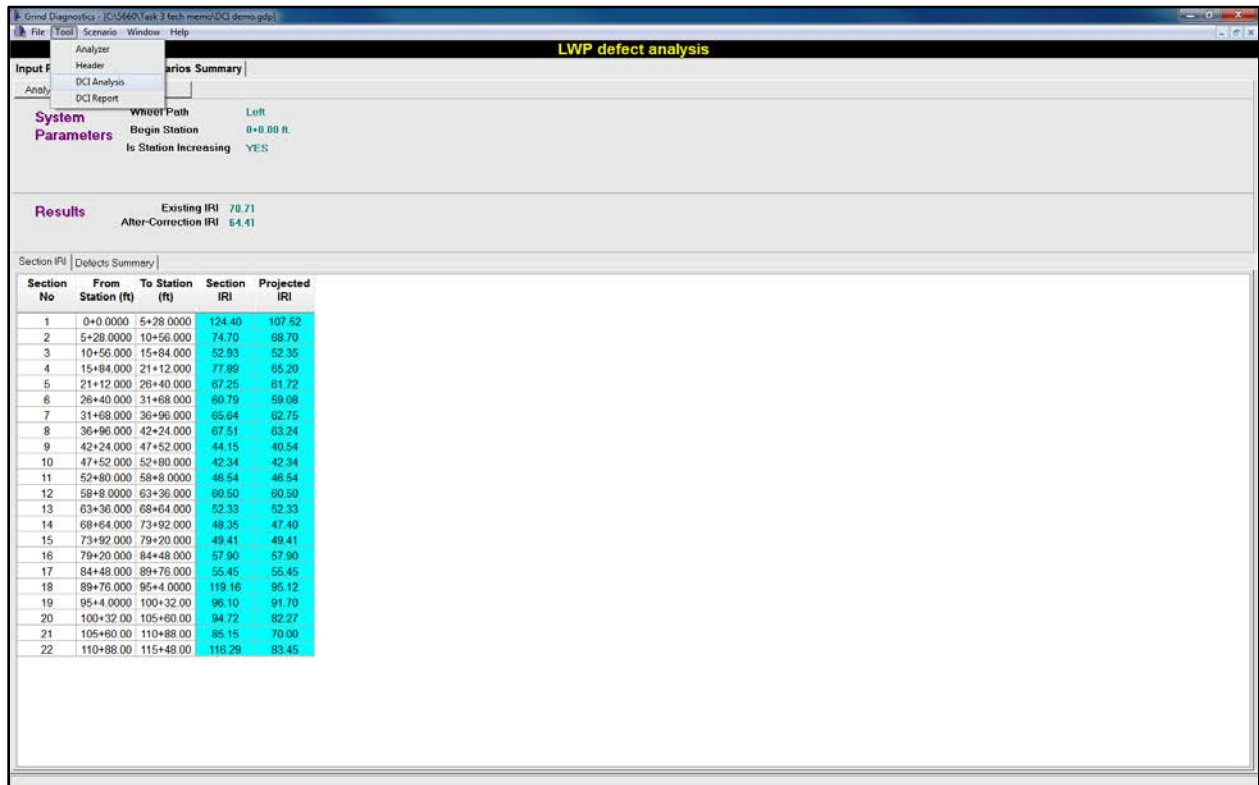 Grind Diagnostics - [C:\5660\Task 3 tech memo\DCI demo.gdp]
File Tool Scenario Window Help
LWP defect analysis
Analyzer
Header
DCI Analysis
DCI Report
Input arios Summary
Analy
System Parameters
Wheel Path Left
Begin Station 0+0.00 ft.
Is Station Increasing YES
Results
Existing IRI 70.71
After-Correction IRI 64.41
Section IRI Defects Summary
Section No From Station (ft) To Station (ft) Section IRI Projected IRI
1 0+0.0000 5+28.0000 124.40 107.52
2 5+28.0000 10+56.000 74.70 68.70
3 10+56.000 15+84.000 52.93 52.35
4 15+84.000 21+12.000 77.89 65.20
5 21+12.000 26+40.000 67.25 61.72
6 26+40.000 31+68.000 60.79 59.08
7 31+68.000 36+96.000 65.64 62.75
8 36+96.000 42+24.000 67.51 63.24
9 42+24.000 47+52.000 44.15 40.54
10 47+52.000 52+80.000 42.34 42.34
11 52+80.000 58+8.0000 46.54 46.54
12 58+8.0000 63+36.000 60.50 60.50
13 63+36.000 68+64.000 52.33 52.33
14 68+64.000 73+92.000 48.35 47.40
15 73+92.000 79+20.000 49.41 49.41
16 79+20.000 84+48.000 57.90 57.90
17 84+48.000 89+76.000 55.45 55.45
18 89+76.000 95+4.0000 119.16 95.12
19 95+4.0000 100+32.00 96.10 91.70
20 100+32.00 105+60.00 94.72 82.27
21 105+60.00 110+88.00 85.15 70.00
22 110+88.00 115+48.00 116.29 83.45